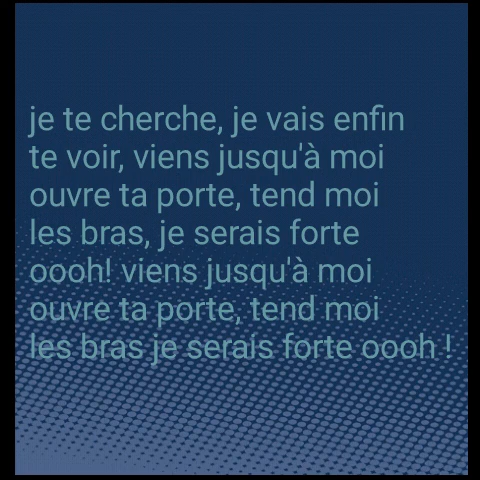 je te cherche, je vais enfin
te voir, viens jusqu'à moi
ouvre ta porte, tend moi
les bras, je serais forte
oooh! viens jusqu'à moi
ouvre ta porte, tend moi
les bras je serais forte oooh !